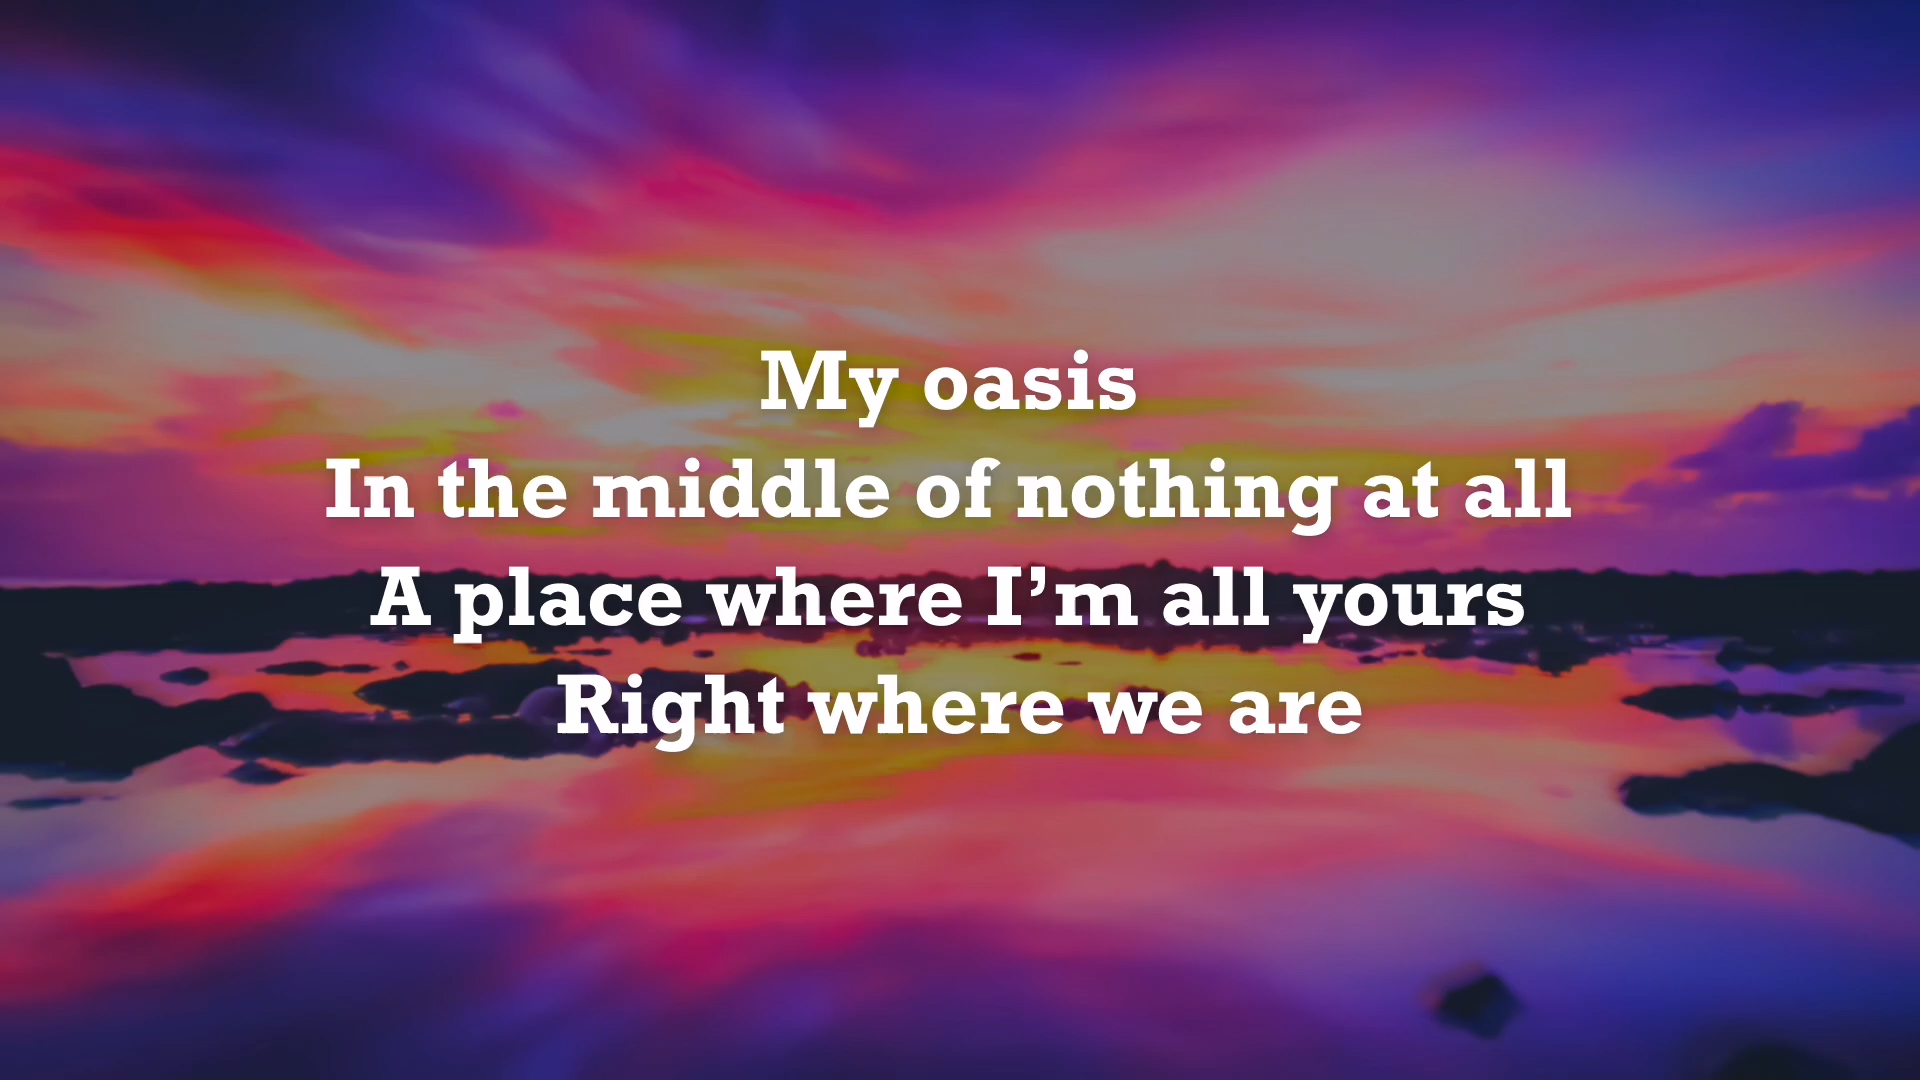 My oasis
In the middle of nothing at all
A place where I’m all yours
Right where we are